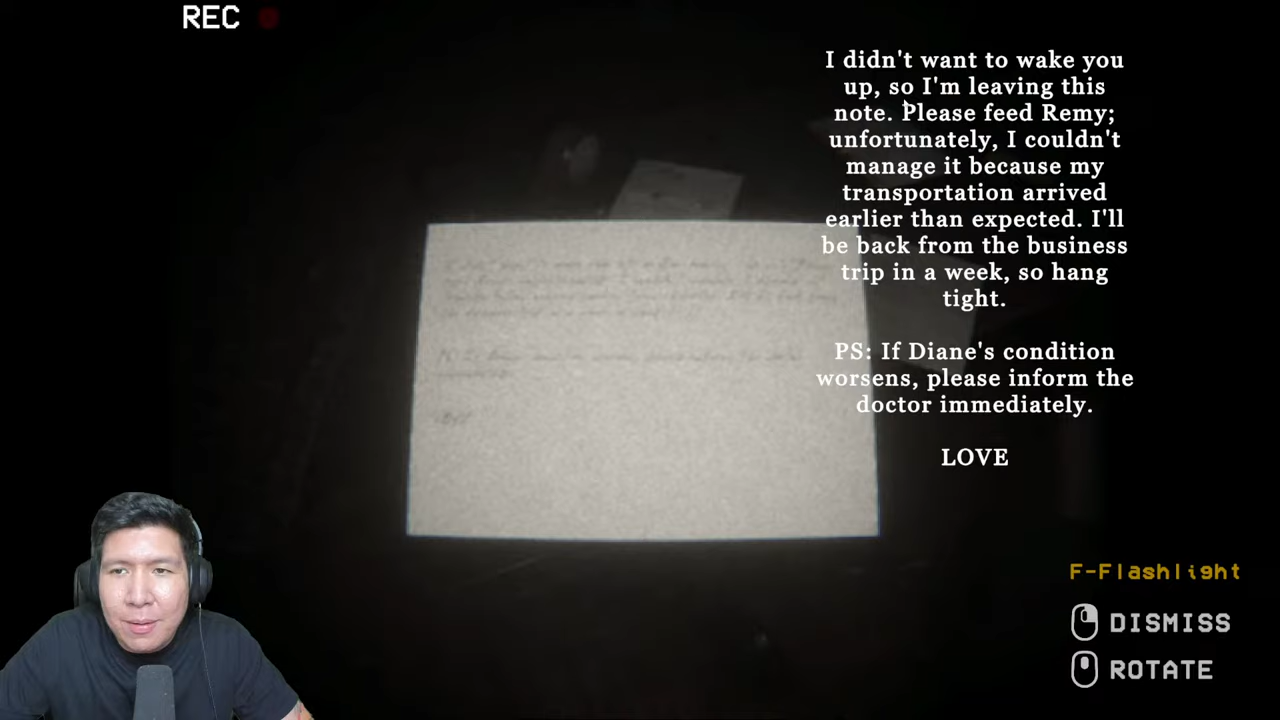 REC
I didn't want to wake you
up, so I'm leaving this
note. Please feed Remy;
unfortunately, I couldn't
manage it because my
transportation arrived
earlier than expected. I'll
be back from the business
trip in a week, so hang
tight.
PS: If Diane's condition
worsens, please inform the
doctor immediately.
LOVE
F-Flashlight
DISMISS
ROTATE